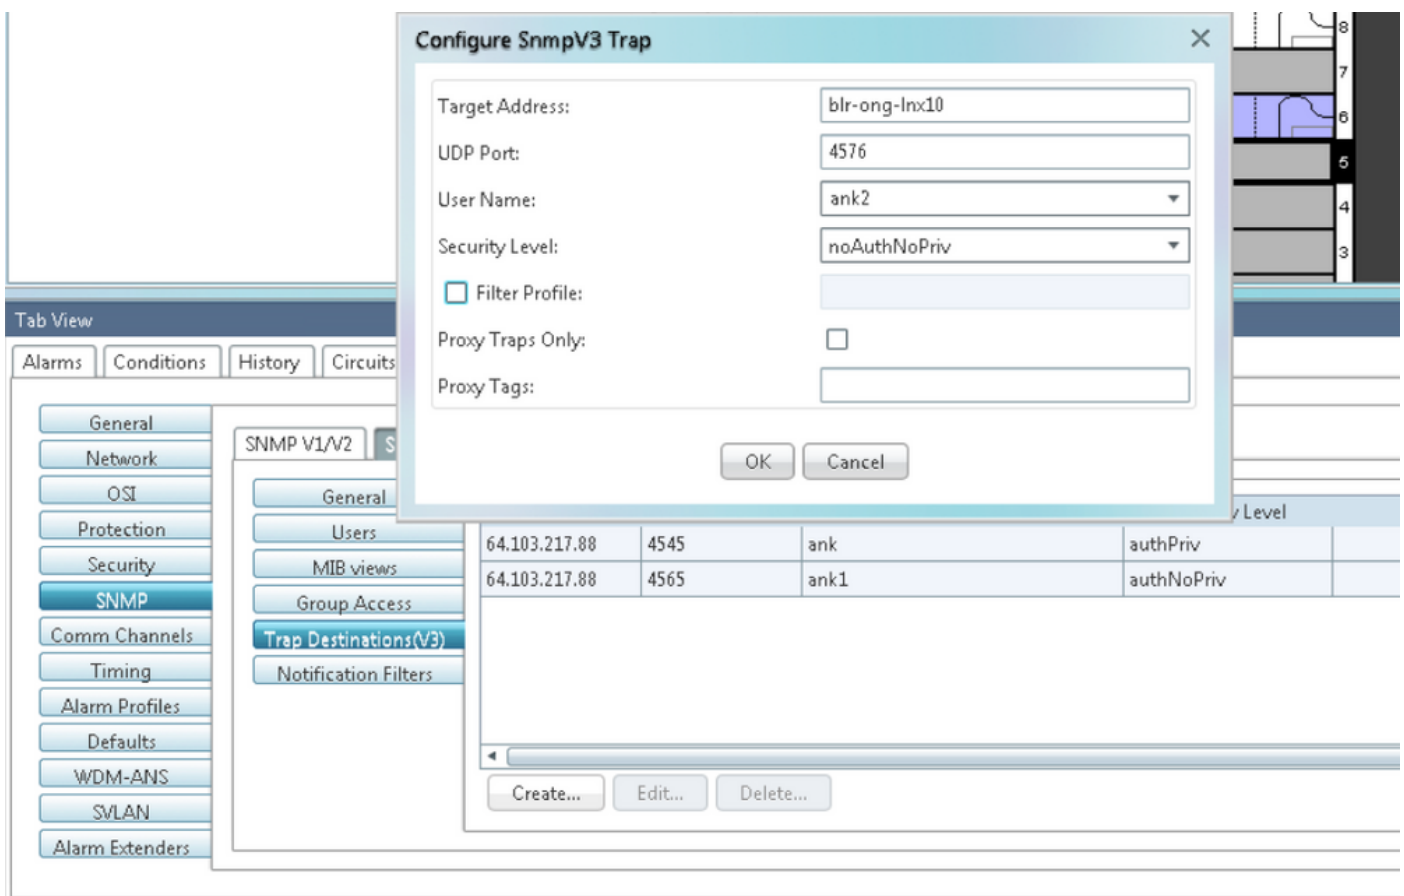 Configure SnmpV3 Trap
Target Address: blr-ong-lnx10
UDP Port: 4576
User Name: ank2
Security Level: noAuthNoPriv
Filter Profile:
Proxy Traps Only:
Proxy Tags:
OK Cancel
8
7
6
5
4
3
Tab View
Alarms Conditions History Circuits
General
Network
OSI
Protection
Security
SNMP
Comm Channels
Timing
Alarm Profiles
Defaults
WDM-ANS
SVLAN
Alarm Extenders
SNMP V1/V2 S
General
Users
MIB views
Group Access
Trap Destinations(V3)
Notification Filters
Level
64.103.217.88 4545 ank authPriv
64.103.217.88 4565 ank1 authNoPriv
Create... Edit... Delete...